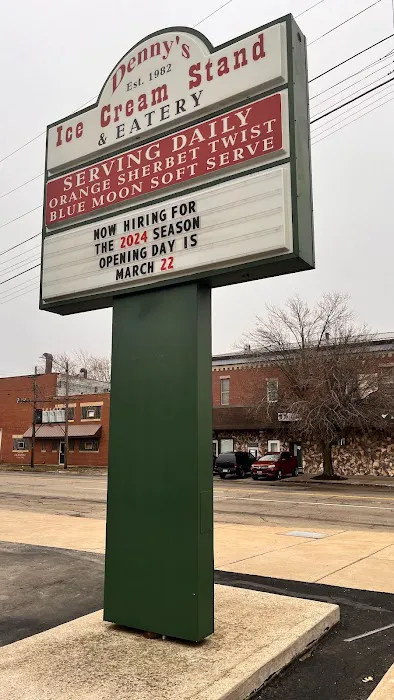 Denny's
Est. 1982
Ice Cream Stand
& EATERY
SERVING DAILY
ORANGE SHERBET TWIST
BLUE MOON SOFT SERVE
NOW HIRING FOR
THE 2024 SEASON
OPENING DAY IS
MARCH 22